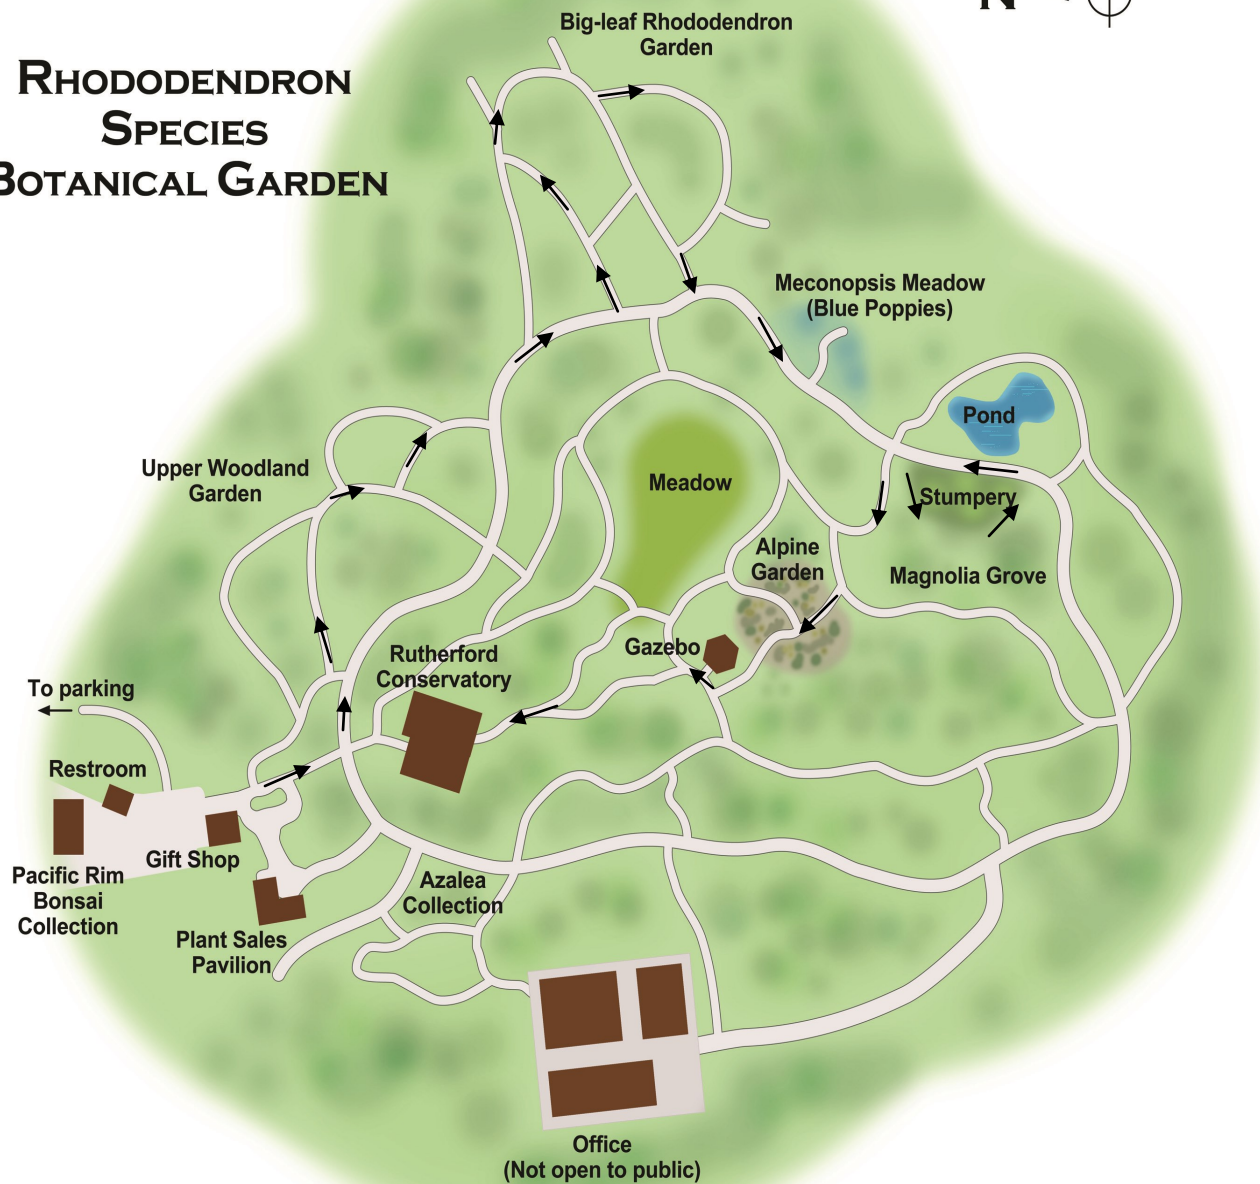 N
Big-leaf Rhododendron
Garden
Rhododendron
Species
Botanical Garden
Meconopsis Meadow
(Blue Poppies)
Pond
Upper Woodland
Garden
Meadow
Stumpery
Alpine
Garden
Magnolia Grove
Gazebo
Rutherford
Conservatory
To parking
Restroom
Gift Shop
Pacific Rim
Bonsai
Collection
Azalea
Collection
Plant Sales
Pavilion
Office
(Not open to public)